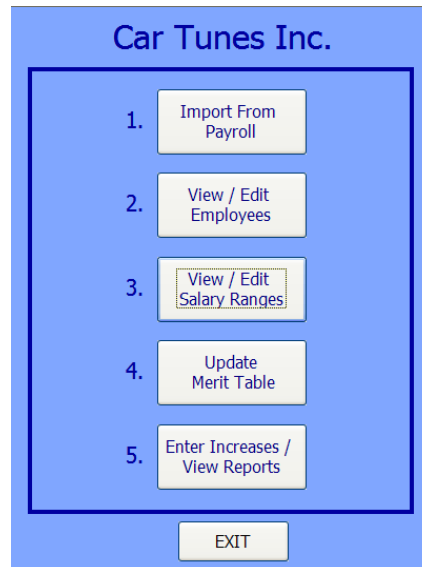 Car Tunes Inc.
1. Import From
Payroll
2. View / Edit
Employees
3. View / Edit
Salary Ranges
4. Update
Merit Table
5. Enter Increases /
View Reports
EXIT